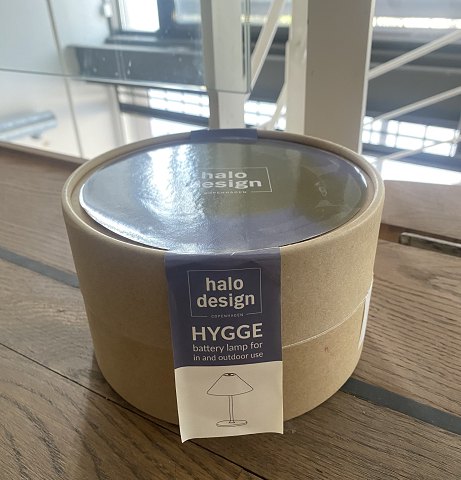 halo
design
COPENHAGEN
halo
design
COPENHAGEN
HYGGE
battery lamp for
in and outdoor use